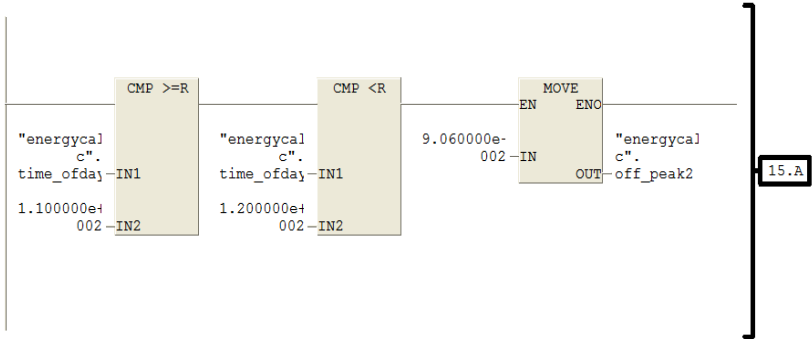 CMP >=R
CMP <R
MOVE
EN ENO
"energycal
c".
time_ofday IN1
"energycal
c".
time_ofday IN1
9.060000e-
002 IN
"energycal
c".
OUT off_peak2
15.A
1.100000e+
002 IN2
1.200000e+
002 IN2